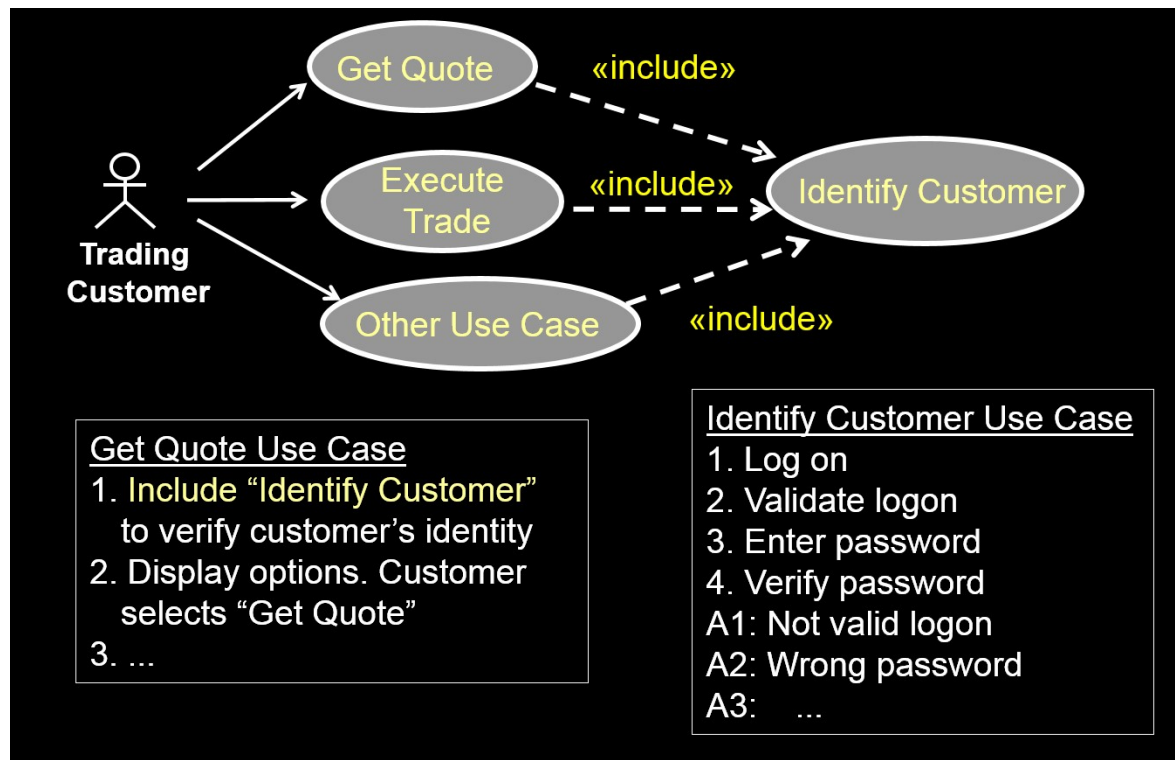 Get Quote
«include»
Execute
Trade
«include»
Identify Customer
Trading
Customer
Other Use Case
«include»
Get Quote Use Case
1. Include “Identify Customer”
to verify customer’s identity
2. Display options. Customer
selects “Get Quote”
3. ...
Identify Customer Use Case
1. Log on
2. Validate logon
3. Enter password
4. Verify password
A1: Not valid logon
A2: Wrong password
A3: ...